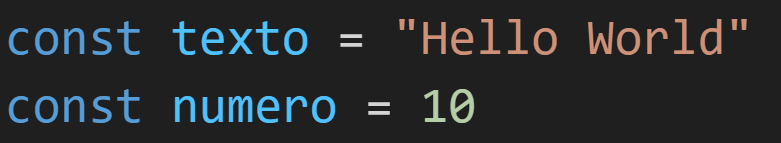 const texto = "Hello World"
const numero = 10